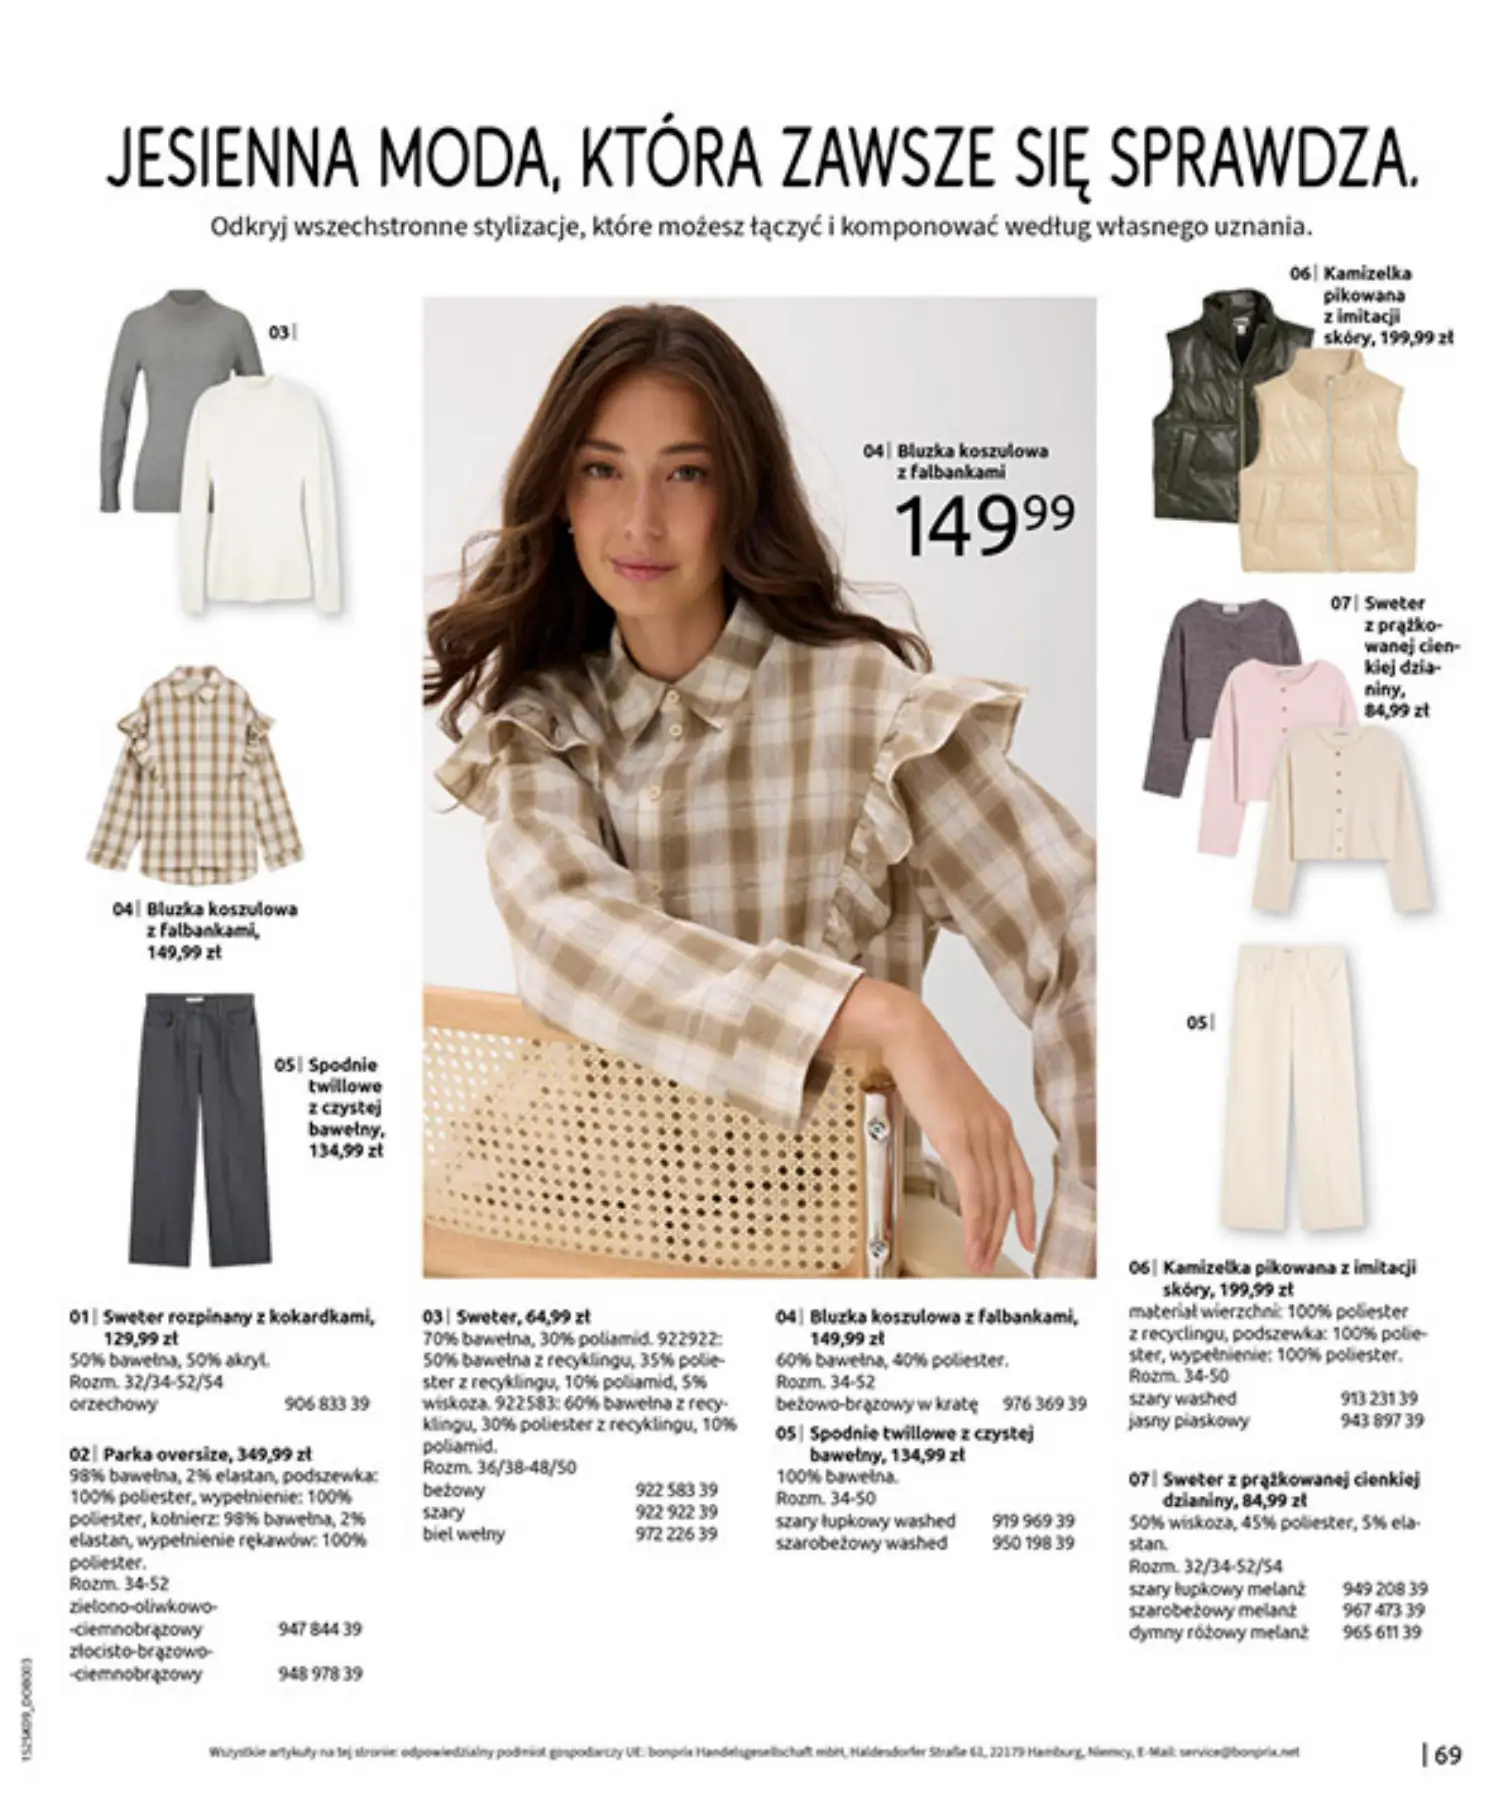 JESIENNA MODA, KTÓRA ZAWSZE SIĘ SPRAWDZA.
Odkryj wszechstronne stylizacje, które możesz łączyć i komponować według własnego uznania.
03|
04| Bluzka koszulowa
z falbankami,
149,99 zł
05| Spodnie
twillowe
z czystej
bawełny,
134,99 zł
04| Bluzka koszulowa
z falbankami
149⁹⁹
06| Kamizelka
pikowana
z imitacji
skóry, 199,99 zł
07| Sweter
z prążko-
wanej cien-
kiej dzia-
niny,
84,99 zł
05|
01| Sweter rozpinany z kokardkami,
129,99 zł
50% bawełna, 50% akryl.
Rozm. 32/34-52/54
orzechowy 906 833 39
02| Parka oversize, 349,99 zł
98% bawełna, 2% elastan, podszewka:
100% poliester, wypełnienie: 100%
poliester, kołnierz: 98% bawełna, 2%
elastan, wypełnienie rękawów: 100%
poliester.
Rozm. 34-52
zielono-oliwkowo-
-ciemnobrązowy 947 844 39
złocisto-brązowo-
-ciemnobrązowy 948 978 39
03| Sweter, 64,99 zł
70% bawełna, 30% poliamid. 922922:
50% bawełna z recyklingu, 35% polie-
ster z recyklingu, 10% poliamid, 5%
wiskoza. 922583: 60% bawełna z recy-
klingu, 30% poliester z recyklingu, 10%
poliamid.
Rozm. 36/38-48/50
beżowy 922 583 39
szary 922 922 39
biel wełny 972 226 39
04| Bluzka koszulowa z falbankami,
149,99 zł
60% bawełna, 40% poliester.
Rozm. 34-52
beżowo-brązowy w kratę 976 369 39
05| Spodnie twillowe z czystej
bawełny, 134,99 zł
100% bawełna.
Rozm. 34-50
szary łupkowy washed 919 969 39
szarobeżowy washed 950 198 39
06| Kamizelka pikowana z imitacji
skóry, 199,99 zł
materiał wierzchni: 100% poliester
z recyclingu, podszewka: 100% polie-
ster, wypełnienie: 100% poliester.
Rozm. 34-50
szary washed 913 231 39
jasny piaskowy 943 897 39
07| Sweter z prążkowanej cienkiej
dzianiny, 84,99 zł
50% wiskoza, 45% poliester, 5% ela-
stan.
Rozm. 32/34-52/54
szary łupkowy melanż 949 208 39
szarobeżowy melanż 967 473 39
dymny różowy melanż 965 611 39
Wszystkie artykuły na tej stronie: odpowiedzialny podmiot gospodarczy UE: bonprix Handelsgesellschaft mbH, Haldesdorfer Straße 61, 22179 Hamburg, Niemcy, E-Mail: service@bonprix.net
| 69